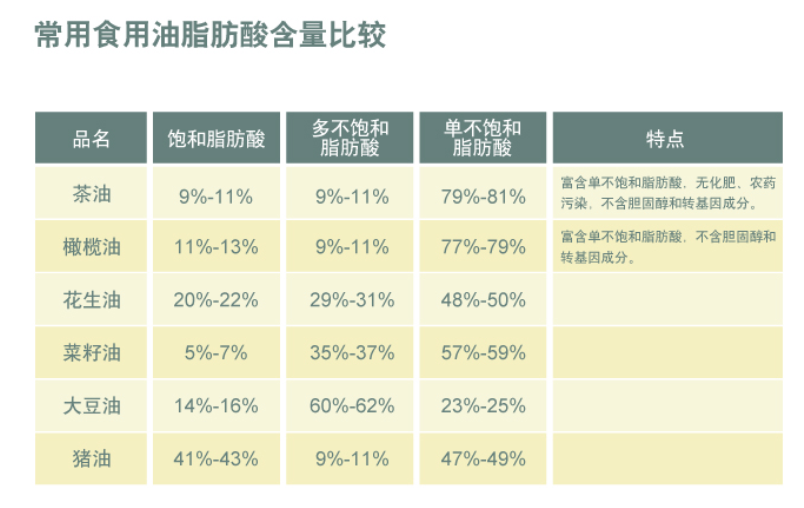 常用食用油脂肪酸含量比较
品名 饱和脂肪酸 多不饱和 单不饱和 特点
脂肪酸 脂肪酸
茶油 9%-11% 9%-11% 79%-81% 富含单不饱和脂肪酸，无化肥、农药
污染，不含胆固醇和转基因成分。
橄榄油 11%-13% 9%-11% 77%-79% 富含单不饱和脂肪酸，不含胆固醇和
转基因成分。
花生油 20%-22% 29%-31% 48%-50%
菜籽油 5%-7% 35%-37% 57%-59%
大豆油 14%-16% 60%-62% 23%-25%
猪油 41%-43% 9%-11% 47%-49%